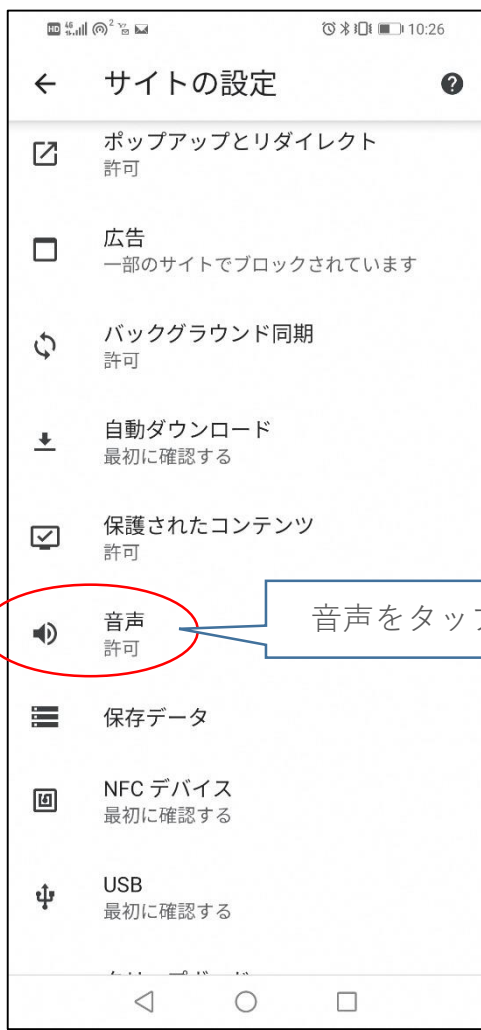 HD 46 2 10:26
サイトの設定
ポップアップとリダイレクト
許可
広告
一部のサイトでブロックされています
バックグラウンド同期
許可
自動ダウンロード
最初に確認する
保護されたコンテンツ
許可
音声
許可
音声をタッ
保存データ
NFC デバイス
最初に確認する
USB
最初に確認する